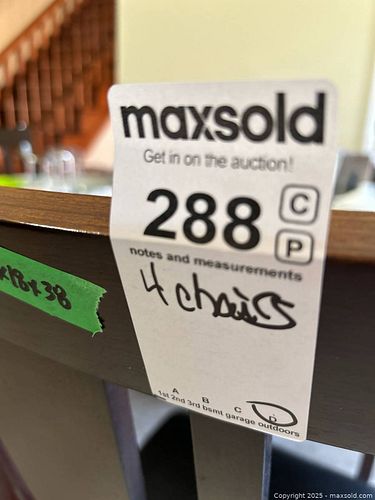 maxsold
Get in on the auction!
288
C
P
notes and measurements
4 chairs
x18x38
A B C D
1st 2nd 3rd bsmt garage outdoors
Copyright 2025 - maxsold.com